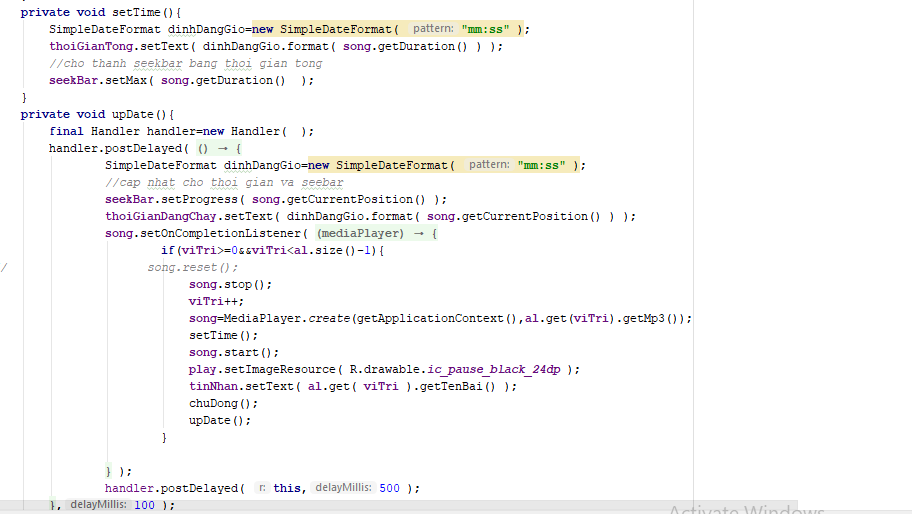 private void setTime(){
SimpleDateFormat dinhDangGio=new SimpleDateFormat( pattern: "mm:ss" );
thoiGianTong.setText( dinhDangGio.format( song.getDuration() ) );
//cho thanh seekbar bang thoi gian tong
seekBar.setMax( song.getDuration()  );
}
private void upDate(){
final Handler handler=new Handler(  );
handler.postDelayed( () → {
SimpleDateFormat dinhDangGio=new SimpleDateFormat( pattern: "mm:ss" );
//cap nhat cho thoi gian va seebar
seekBar.setProgress( song.getCurrentPosition() );
thoiGianDangChay.setText( dinhDangGio.format( song.getCurrentPosition() ) );
song.setOnCompletionListener( (mediaPlayer) → {
if(viTri>=0&&viTri<al.size()-1){
/ song.reset();
song.stop();
viTri++;
song=MediaPlayer.create(getApplicationContext(),al.get(viTri).getMp3());
setTime();
song.start();
play.setImageResource( R.drawable.ic_pause_black_24dp );
tinNhan.setText( al.get( viTri ).getTenBai() );
chuDong();
upDate();
}
} );
handler.postDelayed( r: this, delayMillis: 500 );
}, delayMillis: 100 );
Activate Windows